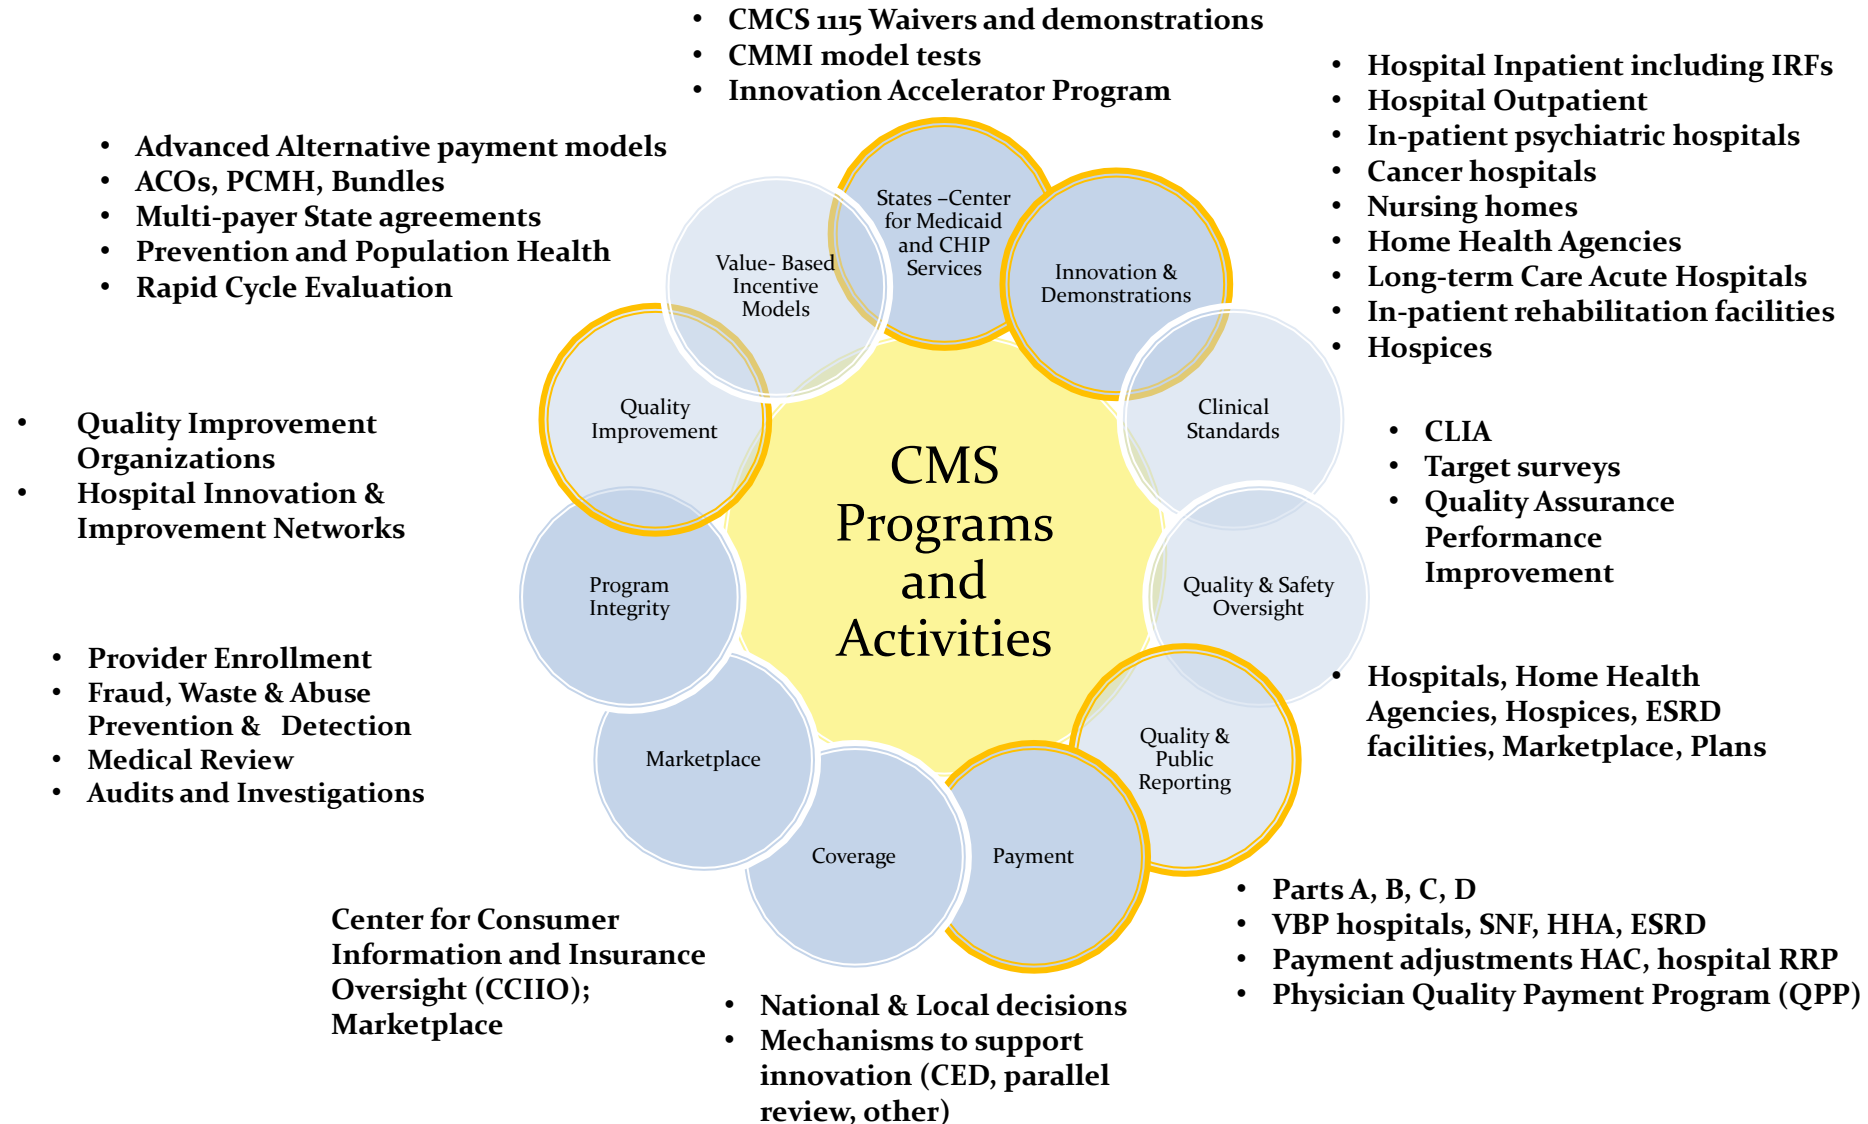 • CMCS 1115 Waivers and demonstrations
• CMMI model tests
• Innovation Accelerator Program
• Hospital Inpatient including IRFs
• Hospital Outpatient
• In-patient psychiatric hospitals
• Cancer hospitals
• Nursing homes
• Home Health Agencies
• Long-term Care Acute Hospitals
• In-patient rehabilitation facilities
• Hospices
• Advanced Alternative payment models
• ACOs, PCMH, Bundles
• Multi-payer State agreements
• Prevention and Population Health
• Rapid Cycle Evaluation
States –Center
for Medicaid
and CHIP
Services
Value- Based
Incentive
Models
Innovation &
Demonstrations
Quality
Improvement
Clinical
Standards
• Quality Improvement
Organizations
• Hospital Innovation &
Improvement Networks
• CLIA
• Target surveys
• Quality Assurance
Performance
Improvement
CMS
Programs
and
Activities
Program
Integrity
Quality & Safety
Oversight
• Provider Enrollment
• Fraud, Waste & Abuse
Prevention & Detection
• Medical Review
• Audits and Investigations
• Hospitals, Home Health
Agencies, Hospices, ESRD
facilities, Marketplace, Plans
Marketplace
Quality &
Public
Reporting
Coverage
Payment
• Parts A, B, C, D
• VBP hospitals, SNF, HHA, ESRD
• Payment adjustments HAC, hospital RRP
• Physician Quality Payment Program (QPP)
Center for Consumer
Information and Insurance
Oversight (CCIIO);
Marketplace
• National & Local decisions
• Mechanisms to support
innovation (CED, parallel
review, other)